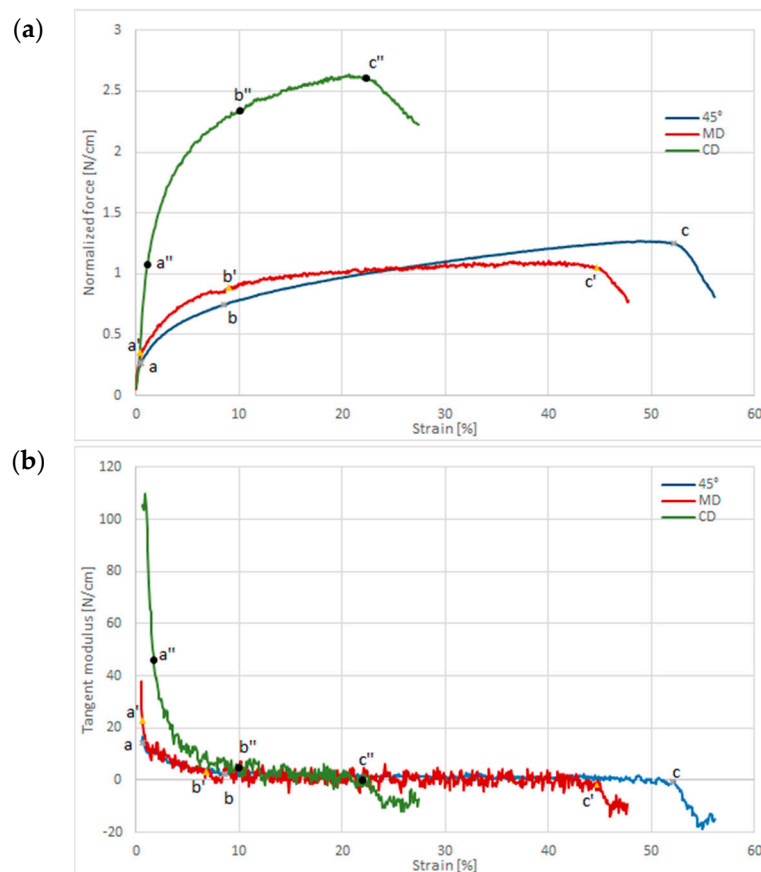 (a)
3
2.5
2
1.5
1
0.5
0
Normalized force [N/cm]
c"
b"
a"
b'
a'
a
b
c'
c
45°
MD
CD
0 10 20 30 40 50 60
Strain [%]
(b)
120
100
80
60
40
20
0
-20
Tangent modulus [N/cm]
45°
MD
CD
a"
a'
a
b"
b'
b
c"
c'
c
0 10 20 30 40 50 60
Strain [%]